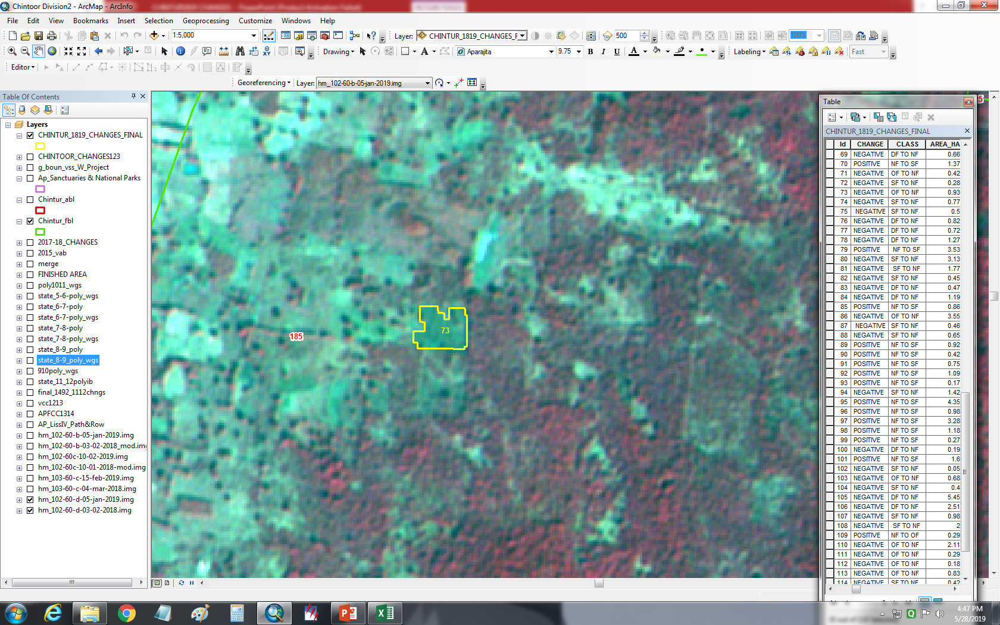 Chintoor Division2 - ArcMap - ArcInfo
File Edit View Bookmarks Insert Selection Geoprocessing Customize Windows Help
1:5,000 Layer: CHINTUR_1819_CHANGES_F 500 100%
Drawing Aparajita 9.75 B I U A Labeling Fast
Editor
Georeferencing Layer: hm_102-60-b-05-jan-2019.img
Table Of Contents
Layers
CHINTUR_1819_CHANGES_FINAL
CHINTOOR_CHANGES123
g_boun_vss_W_Project
Ap_Sanctuaries & National Parks
Chintur_abl
Chintur_fbl
2017-18_CHANGES
2015_vab
merge
FINISHED AREA
poly1011_wgs
state_5-6-poly_wgs
state_6-7-poly
state_6-7-poly_wgs
state_7-8-poly
state_7-8-poly_wgs
state_8-9_poly
state_8-9_poly_wgs
910poly_wgs
state_11_12polyib
final_1492_1112chngs
vcc1213
APFCC1314
AP_LissIV_Path&Row
hm_102-60-b-05-jan-2019.img
hm_102-60-b-03-02-2018_mod.im
hm_102-60c-10-02-2019.img
hm_102-60c-10-01-2018-mod.img
hm_103-60-c-15-feb-2019.img
hm_103-60-c-04-mar-2018.img
hm_102-60-d-05-jan-2019.img
hm_102-60-d-03-02-2018.img
185
73
Table
CHINTUR_1819_CHANGES_FINAL
Id CHANGE CLASS AREA_HA
69 NEGATIVE DF TO NF 0.66
70 POSITIVE NF TO SF 1.37
71 NEGATIVE OF TO NF 0.42
72 NEGATIVE SF TO NF 0.28
73 NEGATIVE OF TO NF 0.93
74 NEGATIVE SF TO NF 0.77
75 NEGATIVE SF TO NF 0.5
76 NEGATIVE DF TO NF 0.82
77 NEGATIVE DF TO NF 0.72
78 NEGATIVE DF TO NF 1.27
79 POSITIVE NF TO SF 3.53
80 NEGATIVE SF TO NF 3.13
81 NEGATIVE SF TO NF 1.77
82 NEGATIVE SF TO NF 0.45
83 NEGATIVE DF TO NF 0.47
84 NEGATIVE DF TO NF 1.19
85 POSITIVE NF TO SF 0.86
86 NEGATIVE OF TO NF 3.55
87 NEGATIVE SF TO NF 0.46
88 NEGATIVE SF TO NF 0.65
89 POSITIVE NF TO SF 0.92
90 POSITIVE NF TO SF 0.42
91 POSITIVE NF TO SF 0.75
92 POSITIVE NF TO SF 1.09
93 POSITIVE NF TO SF 0.17
94 NEGATIVE SF TO NF 1.42
95 POSITIVE NF TO SF 4.35
96 POSITIVE NF TO SF 0.98
97 POSITIVE NF TO SF 3.28
98 POSITIVE NF TO SF 1.18
99 POSITIVE NF TO SF 0.27
100 NEGATIVE DF TO NF 0.19
101 POSITIVE NF TO SF 1.6
102 NEGATIVE SF TO NF 0.05
103 NEGATIVE OF TO NF 0.68
104 NEGATIVE SF TO NF 0.4
105 NEGATIVE DF TO NF 5.45
106 NEGATIVE DF TO NF 2.51
107 NEGATIVE SF TO NF 0.98
108 NEGATIVE SF TO NF 2
109 POSITIVE NF TO OF 0.29
110 NEGATIVE OF TO NF 2.11
111 NEGATIVE OF TO NF 0.29
112 NEGATIVE OF TO NF 0.18
113 NEGATIVE OF TO NF 0.83
114 NEGATIVE SF TO NF 0.42
4:47 PM
5/28/2019